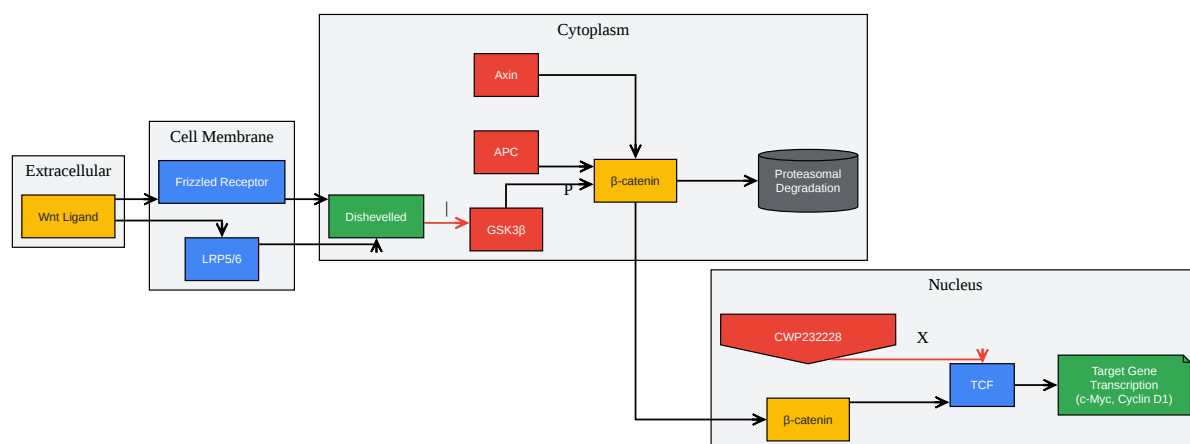 Cytoplasm
Axin
Cell Membrane
APC
Extracellular
Frizzled Receptor
P
β-catenin
Proteasomal
Degradation
Wnt Ligand
Dishevelled
|
GSK3β
LRP5/6
Nucleus
CWP232228
X
TCF
Target Gene
Transcription
(c-Myc, Cyclin D1)
β-catenin